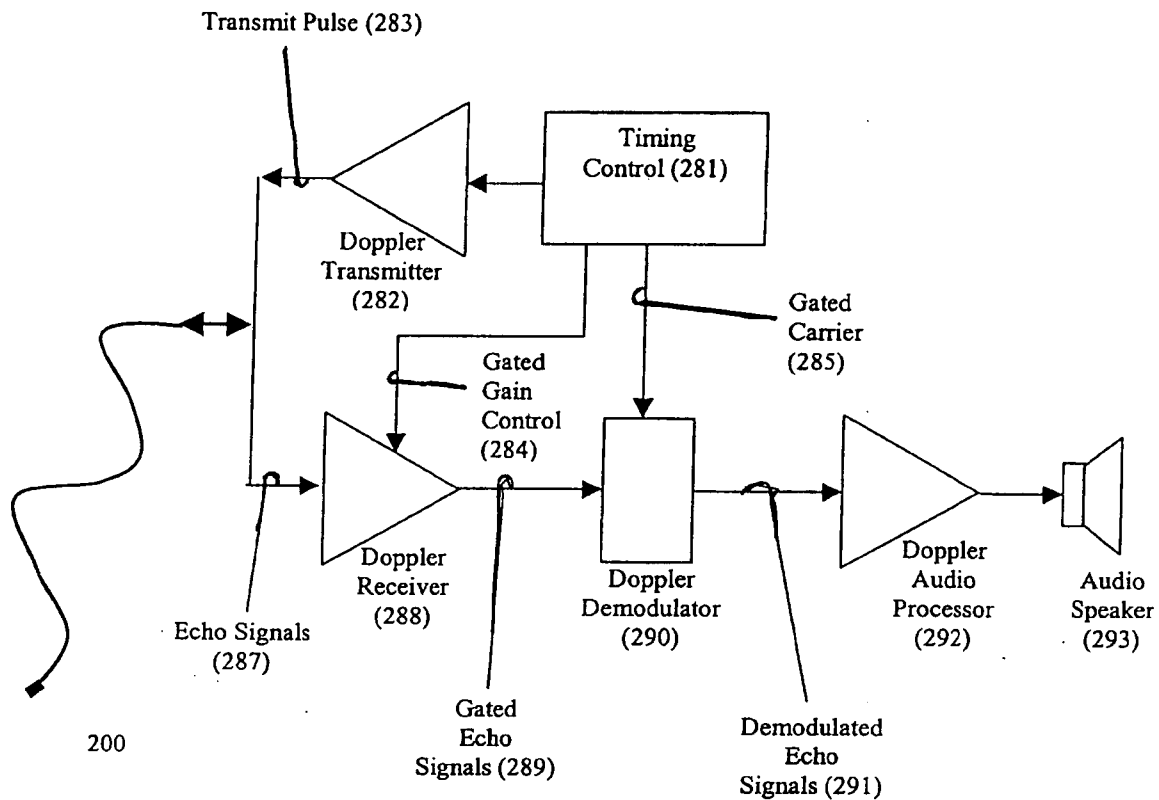 Transmit Pulse (283)
Timing
Control (281)
Doppler
Transmitter
(282)
Gated
Carrier
(285)
Gated
Gain
Control
(284)
Doppler
Receiver
(288)
Doppler
Demodulator
(290)
Doppler
Audio
Processor
(292)
Audio
Speaker
(293)
Echo Signals
(287)
Gated
Echo
Signals (289)
Demodulated
Echo
Signals (291)
200